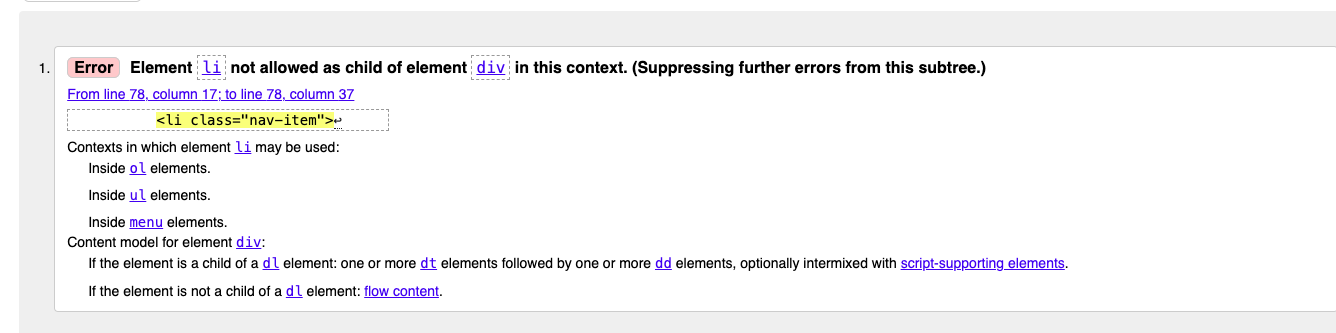 1. Error Element li not allowed as child of element div in this context. (Suppressing further errors from this subtree.)
From line 78, column 17; to line 78, column 37
<li class="nav-item">↩
Contexts in which element li may be used:
Inside ol elements.
Inside ul elements.
Inside menu elements.
Content model for element div:
If the element is a child of a dl element: one or more dt elements followed by one or more dd elements, optionally intermixed with script-supporting elements.
If the element is not a child of a dl element: flow content.